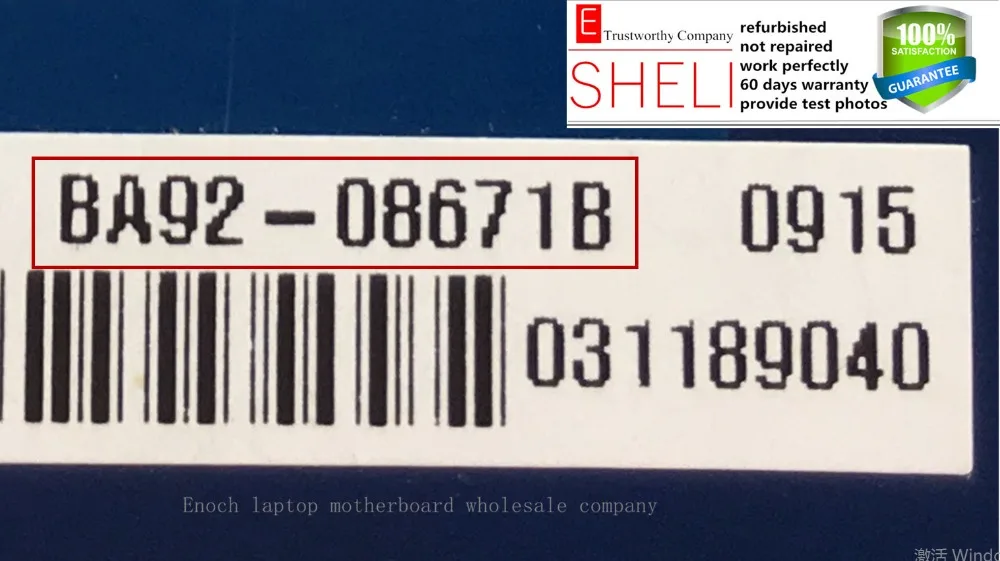 E Trustworthy Company
SHELI
refurbished
not repaired
work perfectly
60 days warranty
provide test photos
100%
SATISFACTION
GUARANTEE
BA92-08671B 0915
031189040
Enoch laptop motherboard wholesale company
激活 Windo